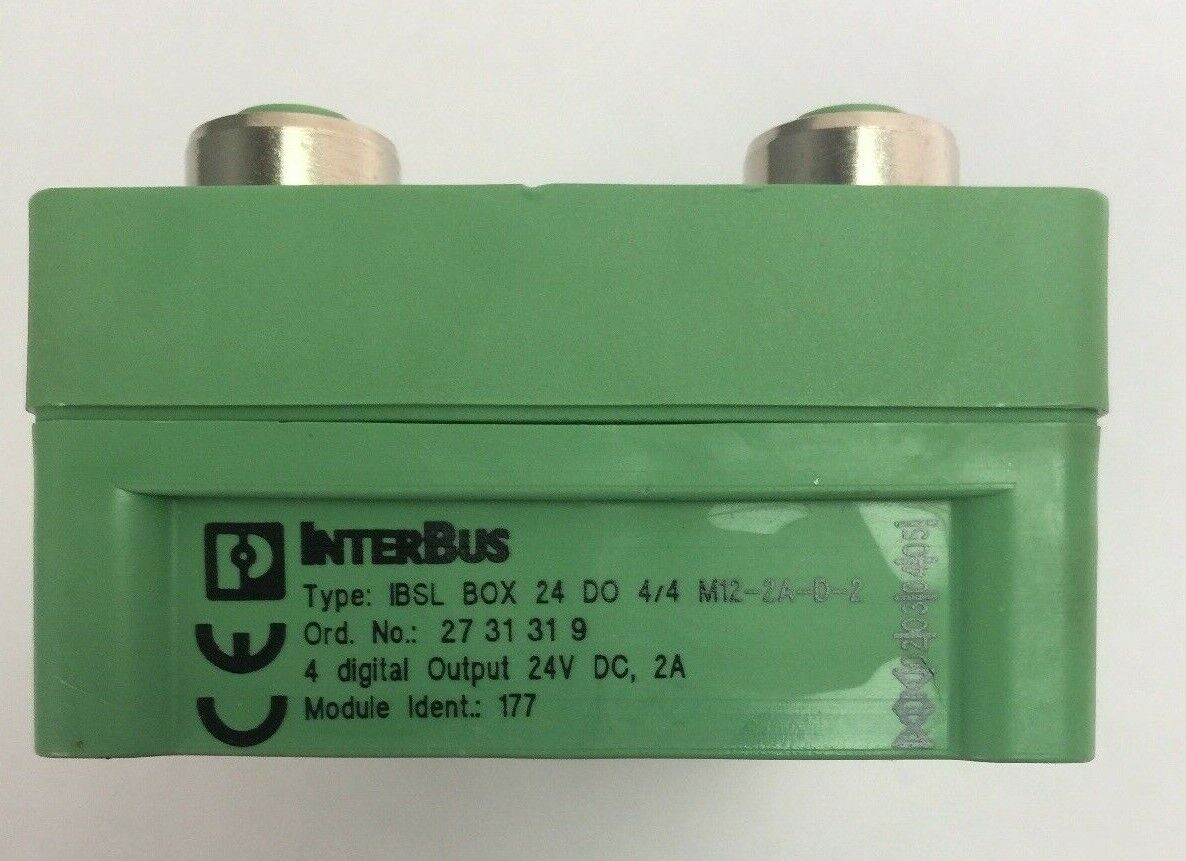 INTERBUS
Type: IBSL BOX 24 DO 4/4 M12-2A-D-2
Ord. No.: 27 31 31 9
4 digital Output 24V DC, 2A
Module Ident.: 177
CE